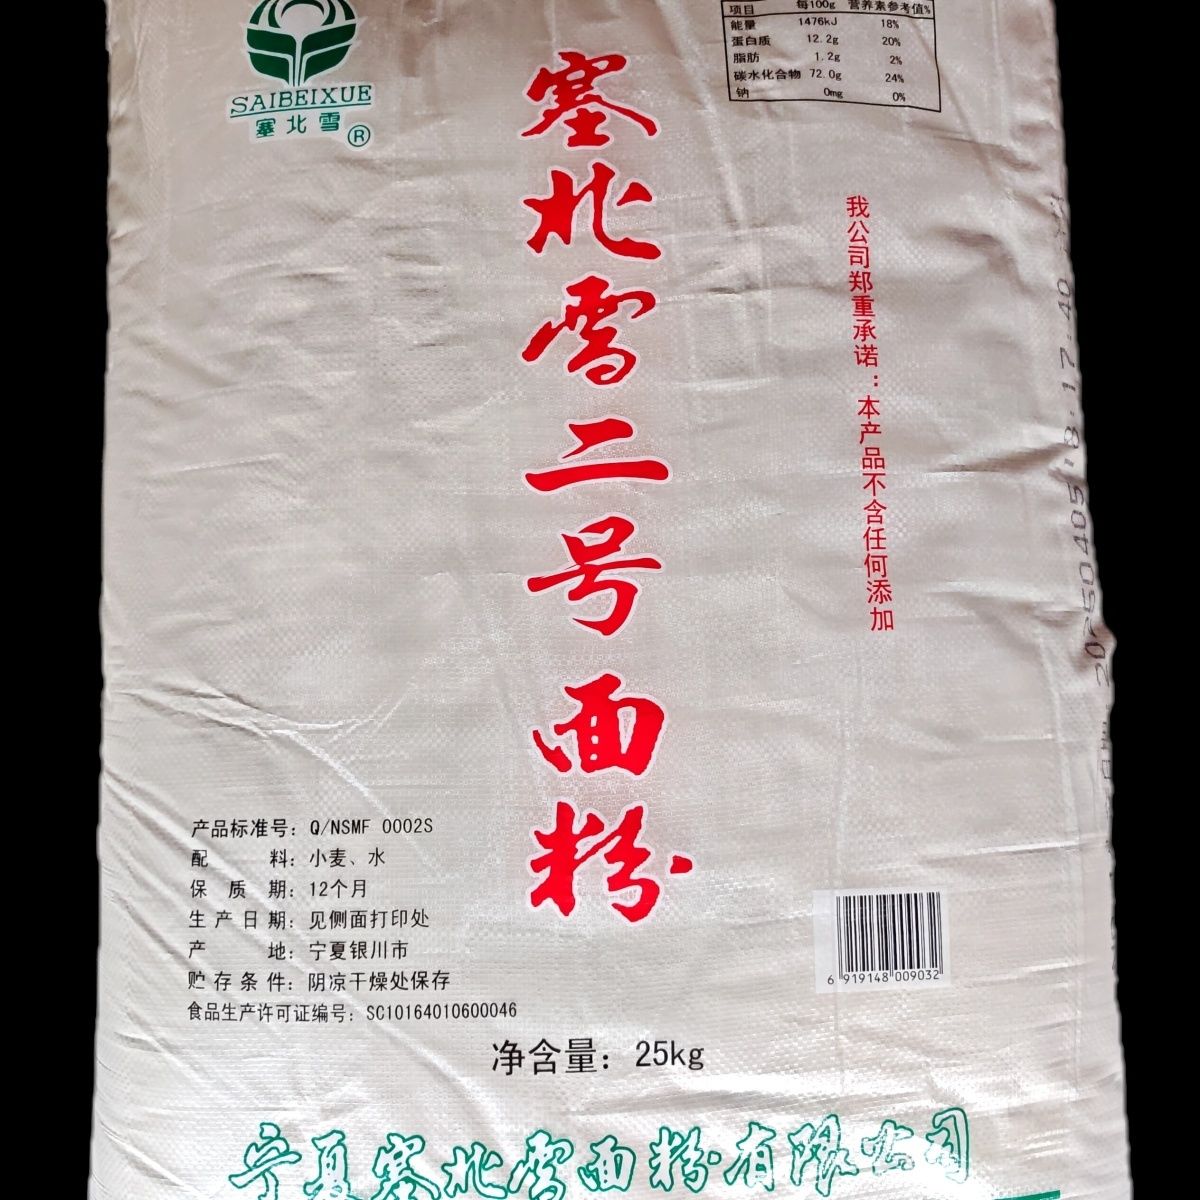 SAIBEIXUE
塞北雪®
项目 每100g 营养素参考值%
能量 1476kJ 18%
蛋白质 12.2g 20%
脂肪 1.2g 2%
碳水化合物 72.0g 24%
钠 0mg 0%
塞北雪二号面粉
我公司郑重承诺：本产品不含任何添加
20250405
17:40
产品标准号：Q/NSMF 0002S
配料：小麦、水
保质期：12个月
生产日期：见侧面打印处
产地：宁夏银川市
贮存条件：阴凉干燥处保存
食品生产许可证编号：SC10164010600046
6 919148 009032
净含量：25kg
宁夏塞北雪面粉有限公司